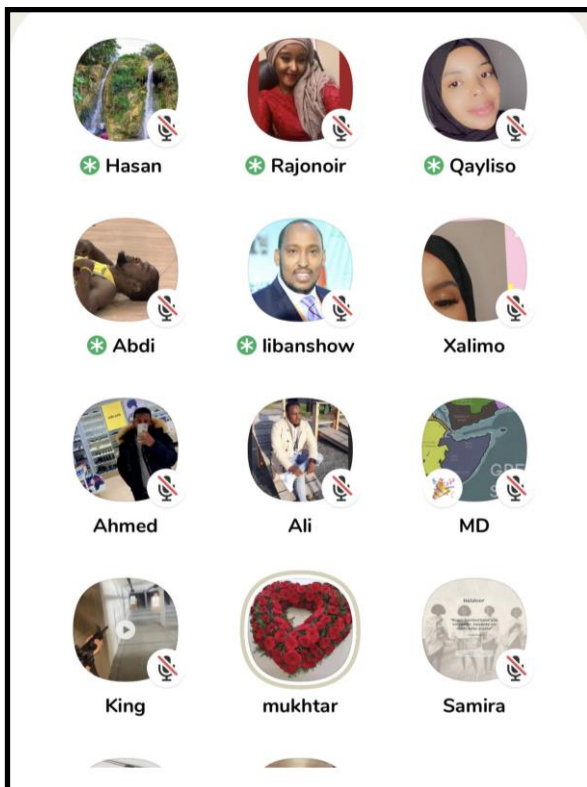 Hasan
Rajonoir
Qayliso
Abdi
libanshow
Xalimo
Ahmed
Ali
MD
King
mukhtar
Samira